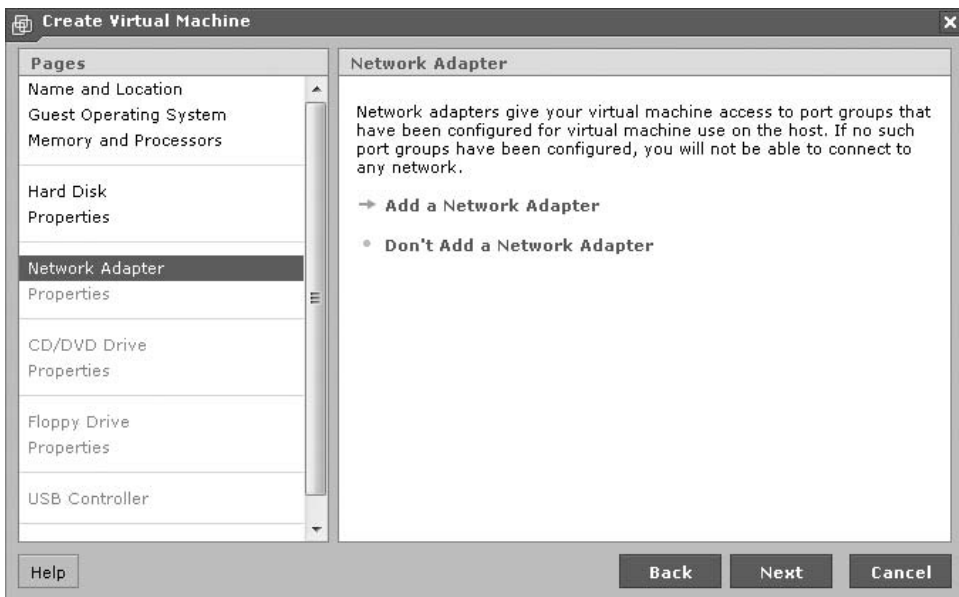 Create Virtual Machine
Pages
Name and Location
Guest Operating System
Memory and Processors
Hard Disk
Properties
Network Adapter
Properties
CD/DVD Drive
Properties
Floppy Drive
Properties
USB Controller
Network Adapter
Network adapters give your virtual machine access to port groups that
have been configured for virtual machine use on the host. If no such
port groups have been configured, you will not be able to connect to
any network.
Add a Network Adapter
Don't Add a Network Adapter
Help
Back
Next
Cancel